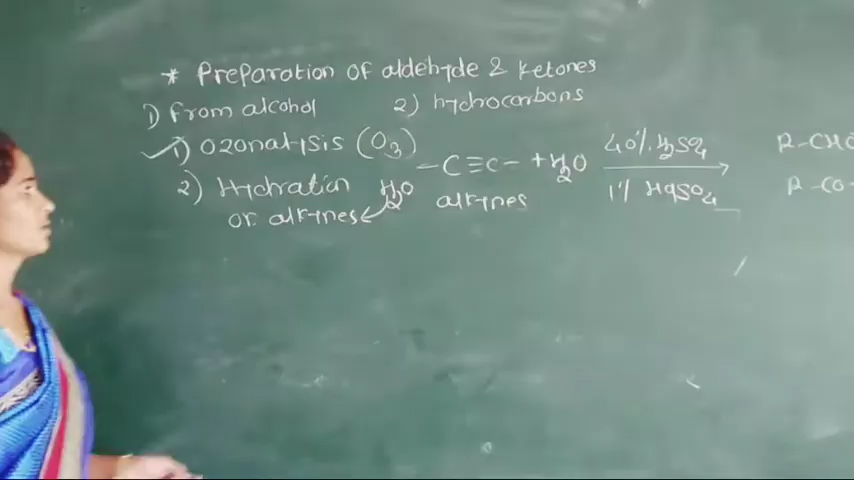 * Preparation of aldehyde & Ketones
1) From alcohol 2) hydrocarbons
1) Ozonalysis (O3)
-C≡C- + H2O 40% H2SO4 R-CHO
2) Hydration H2O alkynes 1% HgSO4 R-CO-
of alkynes